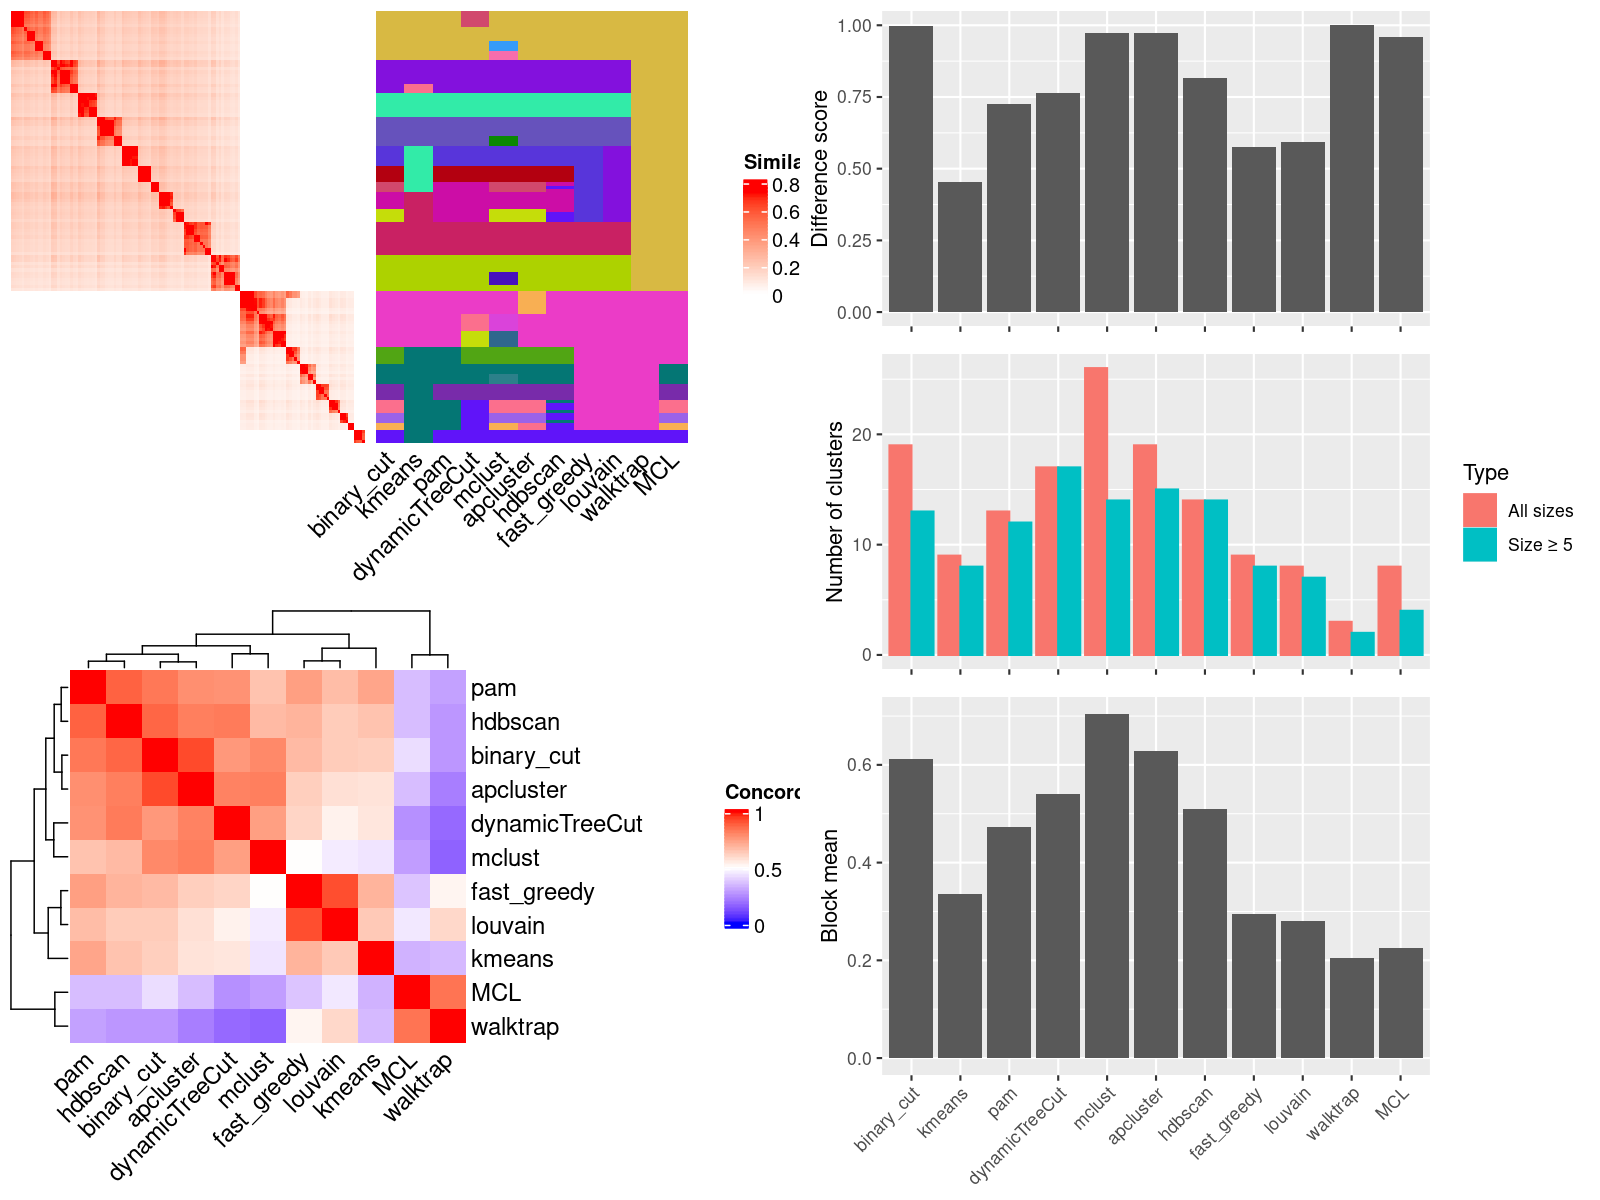 Simila
0.8
0.6
0.4
0.2
0
binary_cut
kmeans
pam
dynamicTreeCut
mclust
apcluster
hdbscan
fast_greedy
louvain
walktrap
MCL
Difference score
1.00
0.75
0.50
0.25
0.00
Number of clusters
20
10
0
Type
All sizes
Size ≥ 5
pam
hdbscan
binary_cut
apcluster
dynamicTreeCut
mclust
fast_greedy
louvain
kmeans
MCL
walktrap
pam
hdbscan
binary_cut
apcluster
dynamicTreeCut
mclust
fast_greedy
louvain
kmeans
MCL
walktrap
Concord
1
0.5
0
Block mean
0.6
0.4
0.2
0.0
binary_cut
kmeans
pam
dynamicTreeCut
mclust
apcluster
hdbscan
fast_greedy
louvain
walktrap
MCL